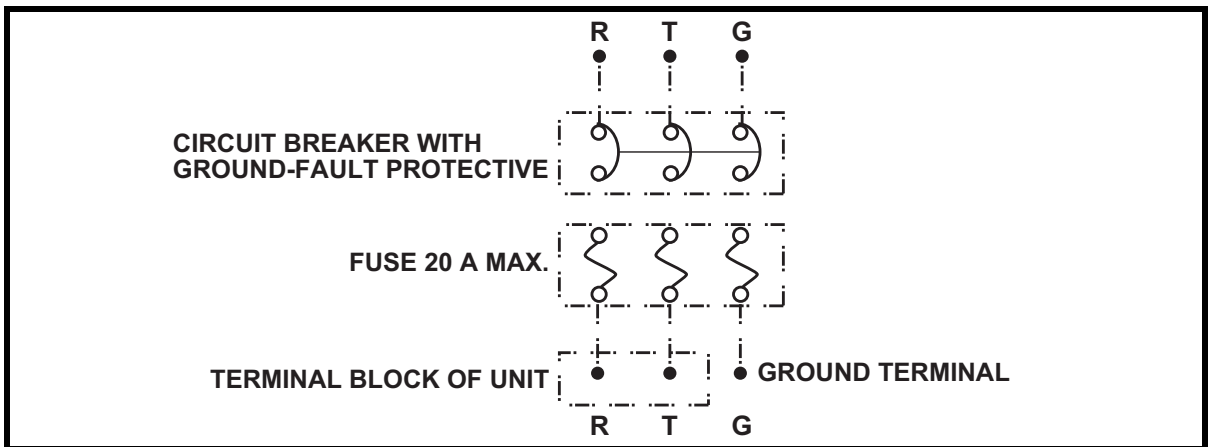 R T G
CIRCUIT BREAKER WITH
GROUND-FAULT PROTECTIVE
FUSE 20 A MAX.
TERMINAL BLOCK OF UNIT
GROUND TERMINAL
R T G